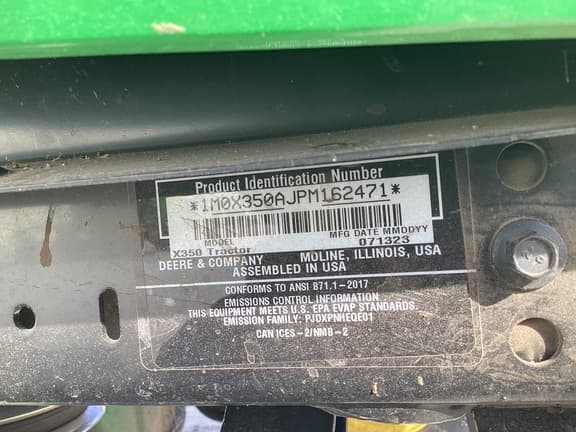 Product Identification Number
*1M0X350AJPM162471*
MODEL MFG DATE MMDDYY
X350 Tractor 071323
DEERE & COMPANY MOLINE, ILLINOIS, USA
ASSEMBLED IN USA
CONFORMS TO ANSI B71.1-2017
EMISSIONS CONTROL INFORMATION
THIS EQUIPMENT MEETS U.S. EPA EVAP STANDARDS.
EMISSION FAMILY: PJDXPNHEQE01
CAN ICES-2/NMB-2